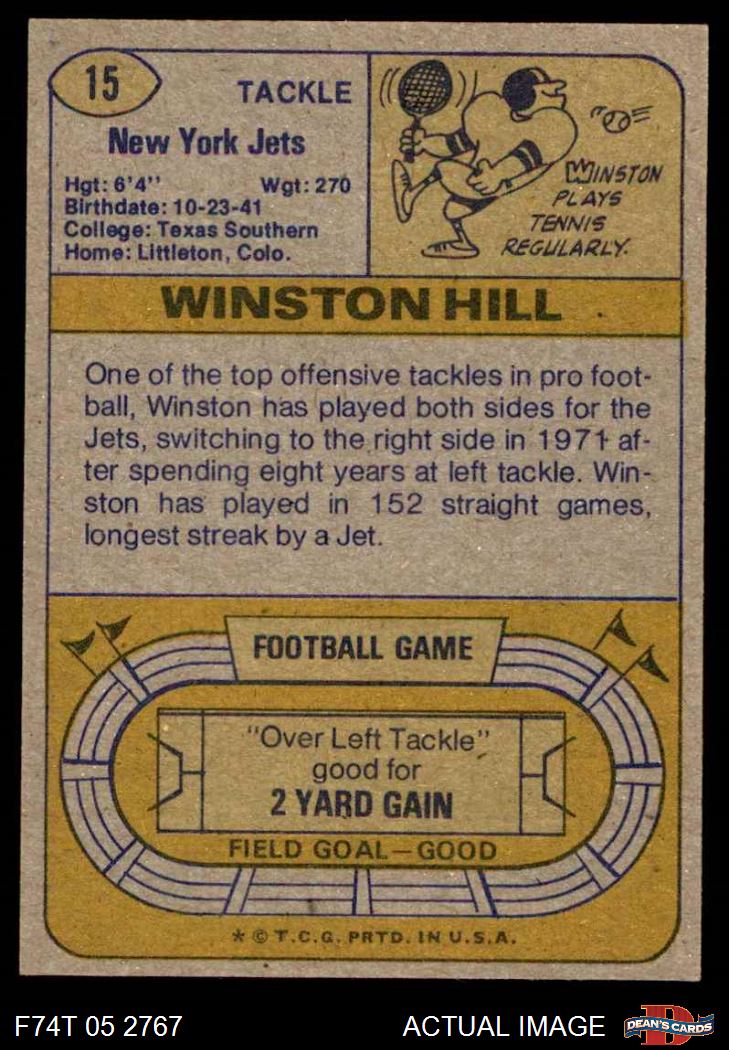 15
TACKLE
New York Jets
Hgt: 6'4'' Wgt: 270
Birthdate: 10-23-41
College: Texas Southern
Home: Littleton, Colo.
WINSTON
PLAYS
TENNIS
REGULARLY.
WINSTON HILL
One of the top offensive tackles in pro foot-
ball, Winston has played both sides for the
Jets, switching to the right side in 1971 af-
ter spending eight years at left tackle. Win-
ston has played in 152 straight games,
longest streak by a Jet.
FOOTBALL GAME
"Over Left Tackle"
good for
2 YARD GAIN
FIELD GOAL—GOOD
* © T.C.G. PRTD. IN U.S.A.
F74T 05 2767 ACTUAL IMAGE
D
DEAN'S CARDS